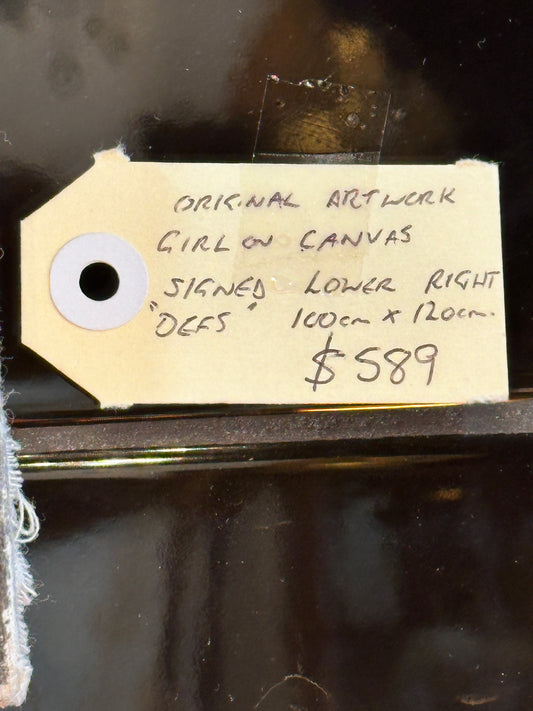 ORIGINAL ARTWORK
GIRL ON CANVAS
SIGNED LOWER RIGHT
"DEFS" 100cm x 120cm.
$589